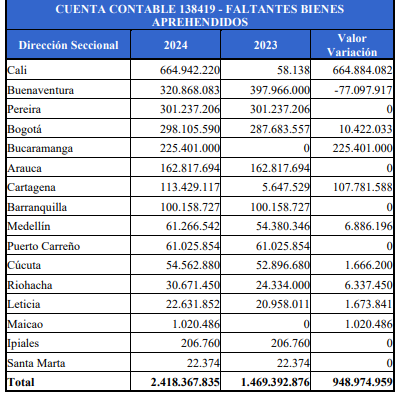 CUENTA CONTABLE 138419 - FALTANTES BIENES
APREHENDIDOS
Dirección Seccional 2024 2023 Valor Variación
Cali 664.942.220 58.138 664.884.082
Buenaventura 320.868.083 397.966.000 -77.097.917
Pereira 301.237.206 301.237.206 0
Bogotá 298.105.590 287.683.557 10.422.033
Bucaramanga 225.401.000 0 225.401.000
Arauca 162.817.694 162.817.694 0
Cartagena 113.429.117 5.647.529 107.781.588
Barranquilla 100.158.727 100.158.727 0
Medellín 61.266.542 54.380.346 6.886.196
Puerto Carreño 61.025.854 61.025.854 0
Cúcuta 54.562.880 52.896.680 1.666.200
Riohacha 30.671.450 24.334.000 6.337.450
Leticia 22.631.852 20.958.011 1.673.841
Maicao 1.020.486 0 1.020.486
Ipiales 206.760 206.760 0
Santa Marta 22.374 22.374 0
Total 2.418.367.835 1.469.392.876 948.974.959